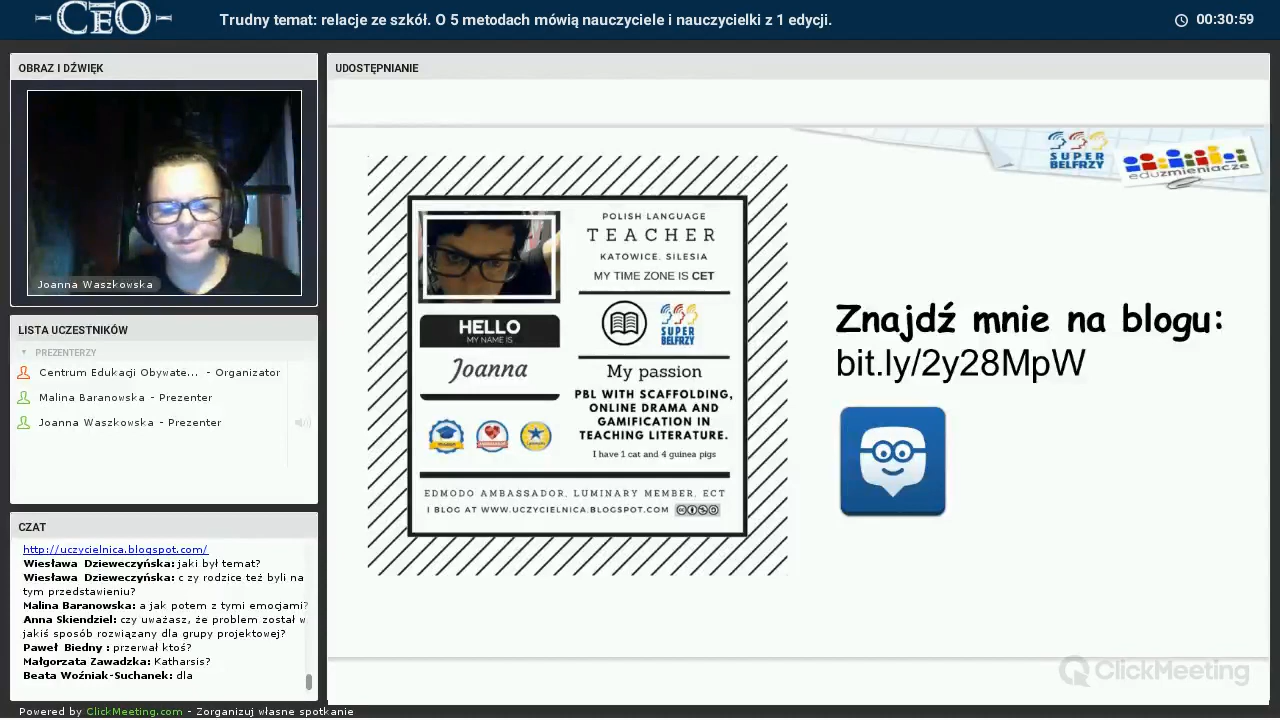 CEO
Trudny temat: relacje ze szkół. O 5 metodach mówią nauczyciele i nauczycielki z 1 edycji.
00:30:59
OBRAZ I DŹWIĘK
Joanna Waszkowska
LISTA UCZESTNIKÓW
PREZENTERZY
Centrum Edukacji Obywate... - Organizator
Malina Baranowska - Prezenter
Joanna Waszkowska - Prezenter
CZAT
http://uczycielnica.blogspot.com/
Wiesława Dzieweczyńska: jaki był temat?
Wiesława Dzieweczyńska: c zy rodzice też byli na
tym przedstawieniu?
Malina Baranowska: a jak potem z tymi emocjami?
Anna Skiendziel: czy uważasz, że problem został w
jakiś sposób rozwiązany dla grupy projektowej?
Paweł Biedny : przerwał ktoś?
Małgorzata Zawadzka: Katharsis?
Beata Woźniak-Suchanek: dla
UDOSTĘPNIANIE
SUPER
BELFRZY
eduzmieniacze
POLISH LANGUAGE
TEACHER
KATOWICE, SILESIA
MY TIME ZONE IS CET
HELLO
MY NAME IS
Joanna
SUPER
BELFRZY
My passion
PBL WITH SCAFFOLDING,
ONLINE DRAMA AND
GAMIFICATION IN
TEACHING LITERATURE.
I have 1 cat and 4 guinea pigs
EDMODO AMBASSADOR, LUMINARY MEMBER, ECT
I BLOG AT WWW.UCZYCIELNICA.BLOGSPOT.COM
Znajdź mnie na blogu:
bit.ly/2y28MpW
ClickMeeting
Powered by ClickMeeting.com - Zorganizuj własne spotkanie